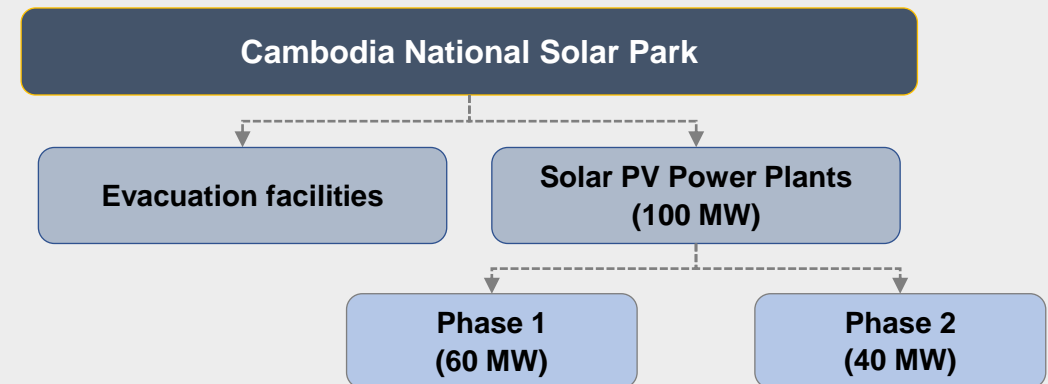 Cambodia National Solar Park
Evacuation facilities
Solar PV Power Plants
(100 MW)
Phase 1
(60 MW)
Phase 2
(40 MW)